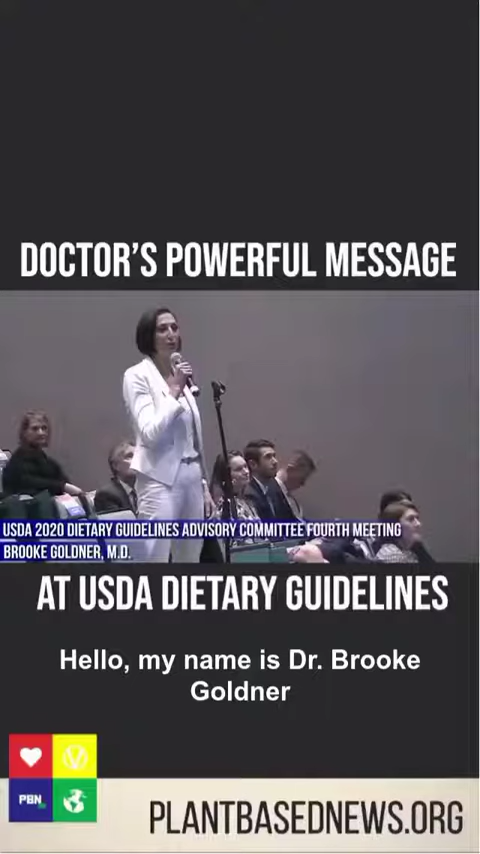 DOCTOR'S POWERFUL MESSAGE
USDA 2020 DIETARY GUIDELINES ADVISORY COMMITTEE FOURTH MEETING
BROOKE GOLDNER, M.D.
AT USDA DIETARY GUIDELINES
Hello, my name is Dr. Brooke
Goldner
PBN
PLANTBASEDNEWS.ORG